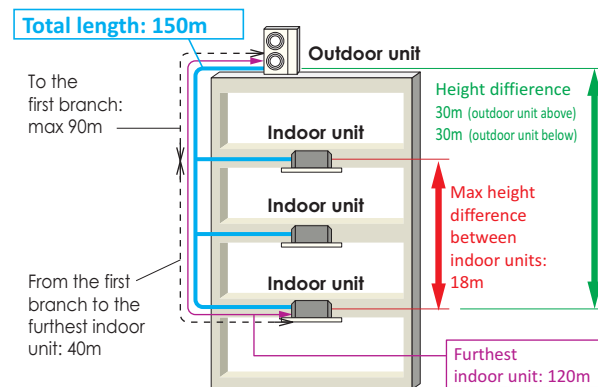 Total length: 150m
Outdoor unit
To the
first branch:
max 90m
Height diffierence
30m (outdoor unit above)
30m (outdoor unit below)
Indoor unit
Max height
difference
between
indoor units:
18m
Indoor unit
From the first
branch to the
furthest indoor
unit: 40m
Indoor unit
Furthest
indoor unit: 120m